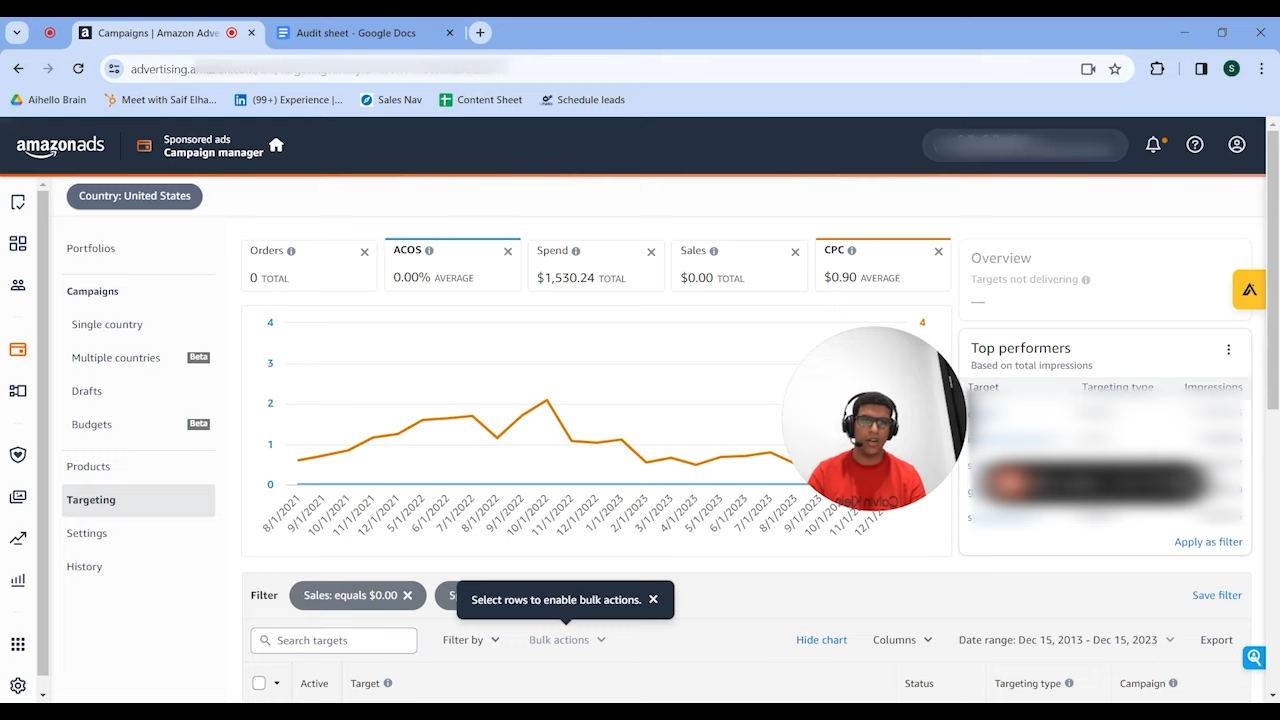 Campaigns | Amazon Adve
Audit sheet - Google Docs
advertising.a
Aihello Brain
Meet with Saif Elha...
(99+) Experience |...
Sales Nav
Content Sheet
Schedule leads
S
amazonads
Sponsored ads
Campaign manager
Country: United States
Portfolios
Campaigns
Single country
Multiple countries Beta
Drafts
Budgets Beta
Products
Targeting
Settings
History
Orders
0 TOTAL
ACOS
0.00% AVERAGE
Spend
$1,530.24 TOTAL
Sales
$0.00 TOTAL
CPC
$0.90 AVERAGE
4
3
2
1
0
4
8/1/2021
9/1/2021
10/1/2021
11/1/2021
12/1/2021
5/1/2022
6/1/2022
7/1/2022
8/1/2022
9/1/2022
10/1/2022
11/1/2022
12/1/2022
1/1/2023
2/1/2023
3/1/2023
4/1/2023
5/1/2023
6/1/2023
7/1/2023
8/1/2023
9/1/2023
Overview
Targets not delivering
—
Top performers
Based on total impressions
Target Targeting type Impressions
Apply as filter
Filter
Sales: equals $0.00
Select rows to enable bulk actions.
Save filter
Search targets
Filter by
Bulk actions
Hide chart
Columns
Date range: Dec 15, 2013 - Dec 15, 2023
Export
Active
Target
Status
Targeting type
Campaign